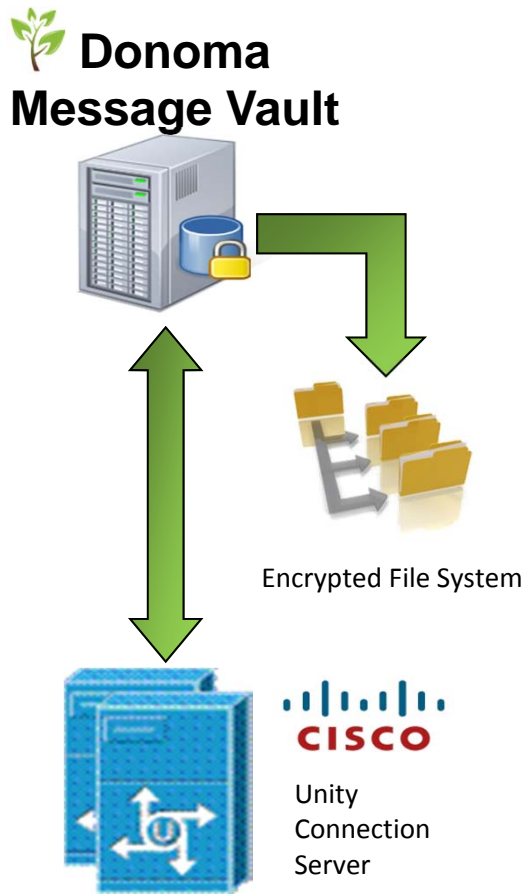 Donoma
Message Vault
Encrypted File System
CISCO
Unity
Connection
Server
U